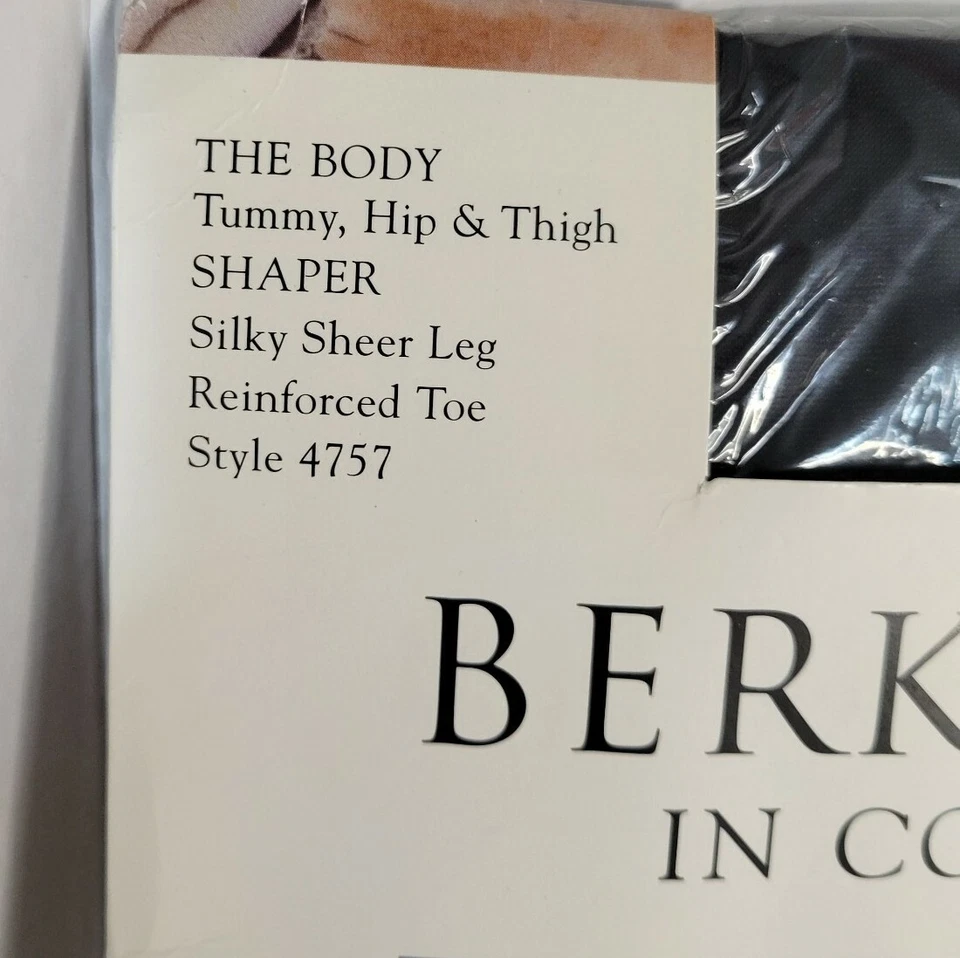 THE BODY
Tummy, Hip & Thigh
SHAPER
Silky Sheer Leg
Reinforced Toe
Style 4757
BERK
IN CO